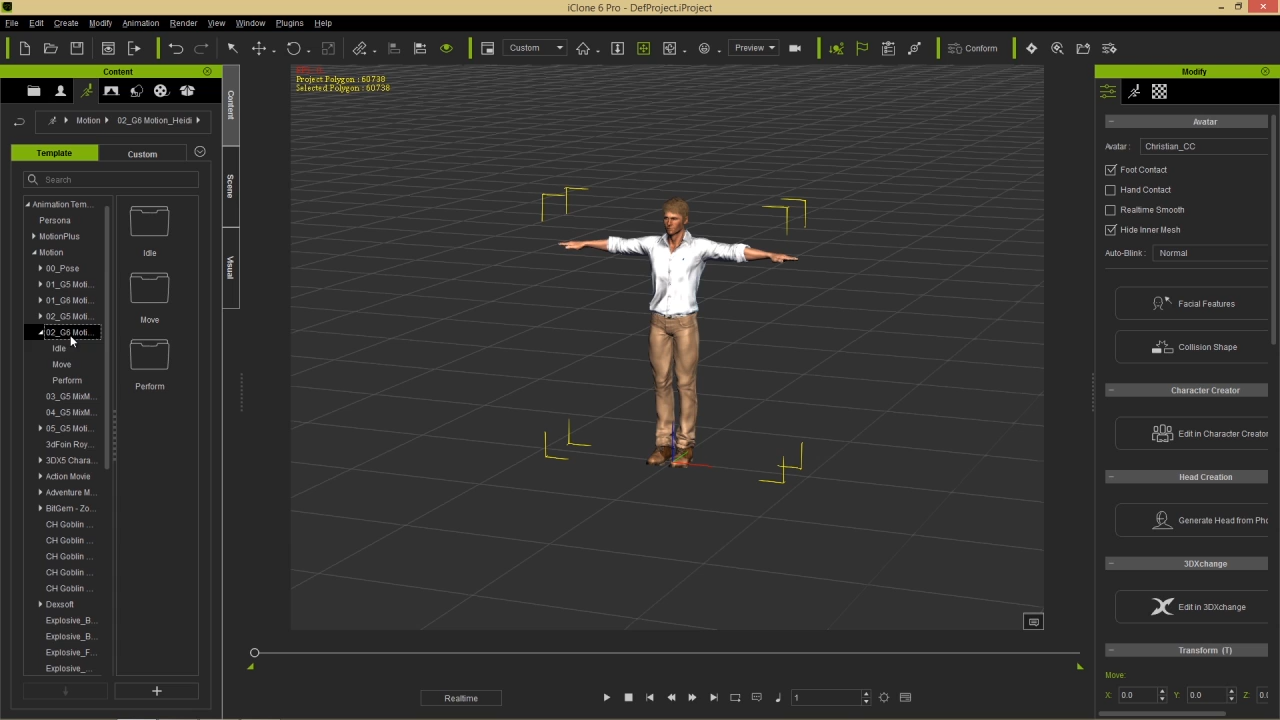 iClone 6 Pro - DefProject.iProject
File Edit Create Modify Animation Render View Window Plugins Help
Custom
Preview
Conform
Content
Motion 02_G6 Motion_Heidi
Template Custom
Search
Animation Tem...
Persona
MotionPlus
Motion
00_Pose
01_G5 Moti...
01_G6 Moti...
02_G5 Moti...
02_G6 Moti...
Idle
Move
Perform
03_G5 MixM...
04_G5 MixM...
05_G5 Moti...
3dFoin Roy...
3DX5 Chara...
Action Movie
Adventure M...
BitGem - Zo...
CH Goblin ...
CH Goblin ...
CH Goblin ...
CH Goblin ...
CH Goblin ...
Dexsoft
Explosive_B...
Explosive_B...
Explosive_F...
Explosive_...
Idle
Move
Perform
Content
Scene
Visual
Project Polygon : 60738
Selected Polygon : 60738
Realtime
1
Modify
Avatar
Avatar : Christian_CC
Foot Contact
Hand Contact
Realtime Smooth
Hide Inner Mesh
Auto-Blink : Normal
Facial Features
Collision Shape
Character Creator
Edit in Character Creator
Head Creation
Generate Head from Pho
3DXchange
Edit in 3DXchange
Transform (T)
Move:
X: 0.0 Y: 0.0 Z: 0.0